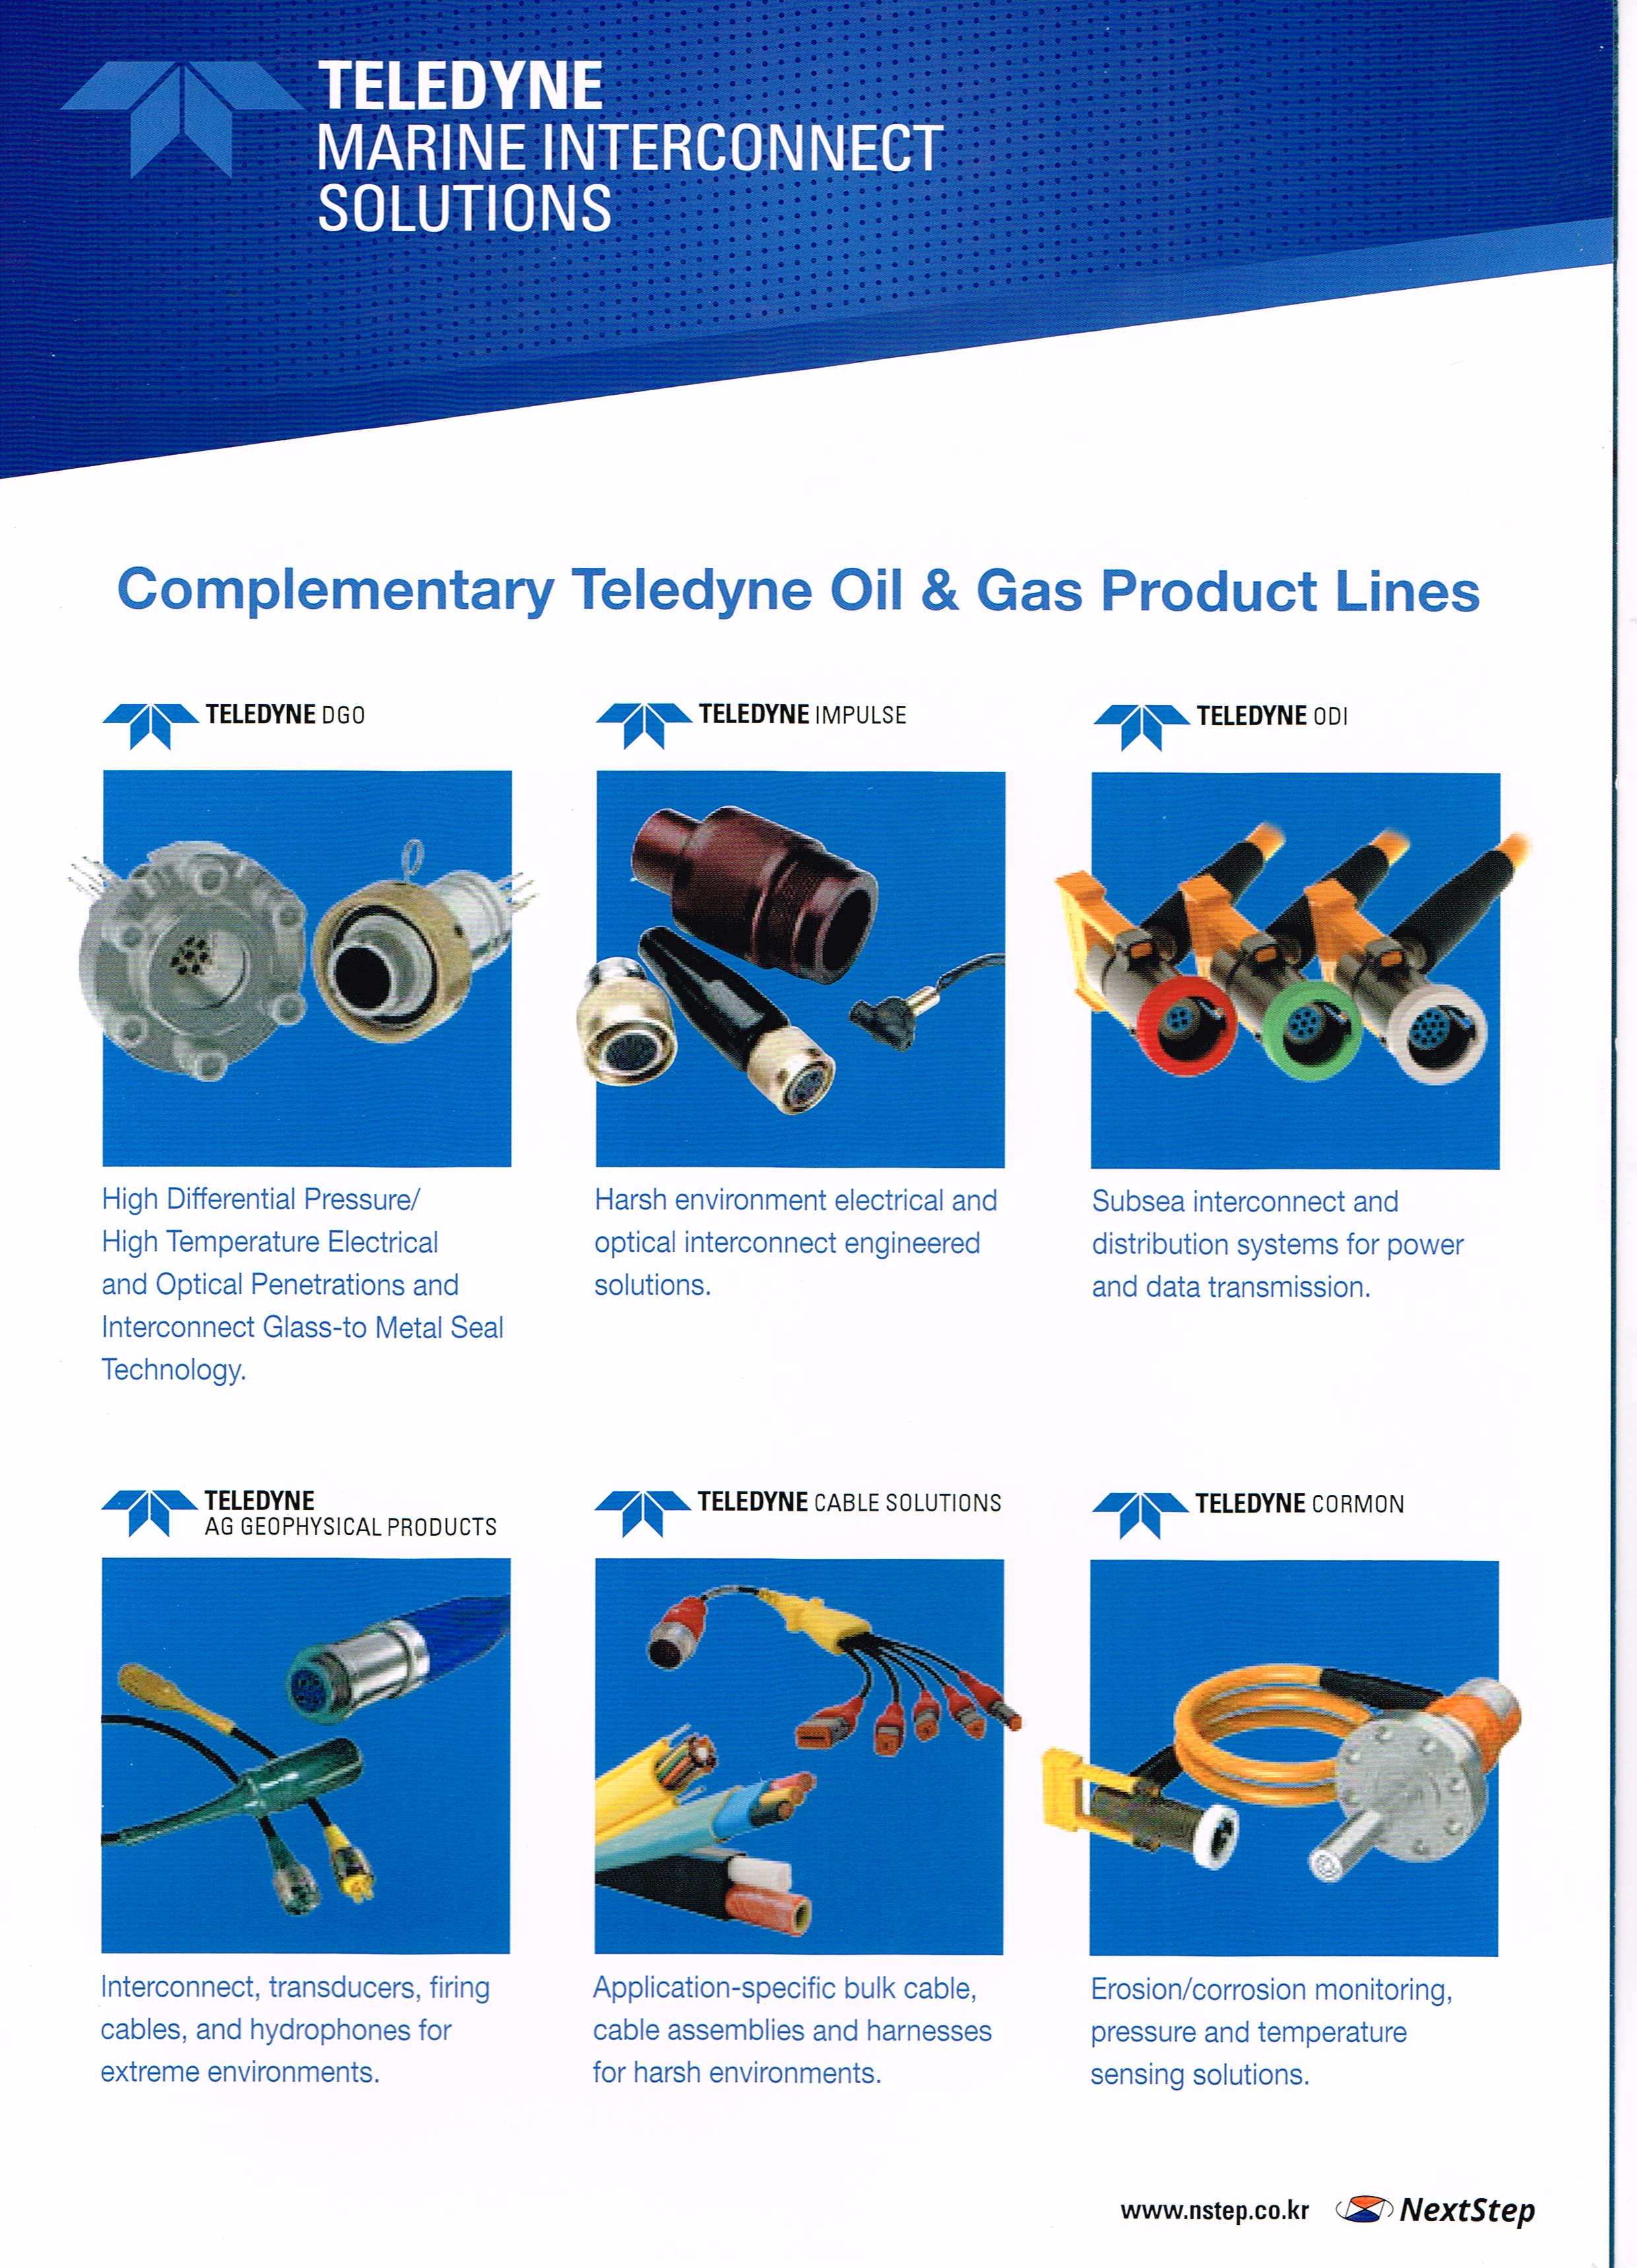 TELEDYNE
MARINE INTERCONNECT
SOLUTIONS
Complementary Teledyne Oil & Gas Product Lines
TELEDYNE DGO
High Differential Pressure/
High Temperature Electrical
and Optical Penetrations and
Interconnect Glass-to Metal Seal
Technology.
TELEDYNE IMPULSE
Harsh environment electrical and
optical interconnect engineered
solutions.
TELEDYNE ODI
Subsea interconnect and
distribution systems for power
and data transmission.
TELEDYNE
AG GEOPHYSICAL PRODUCTS
Interconnect, transducers, firing
cables, and hydrophones for
extreme environments.
TELEDYNE CABLE SOLUTIONS
Application-specific bulk cable,
cable assemblies and harnesses
for harsh environments.
TELEDYNE CORMON
Erosion/corrosion monitoring,
pressure and temperature
sensing solutions.
www.nstep.co.kr NextStep